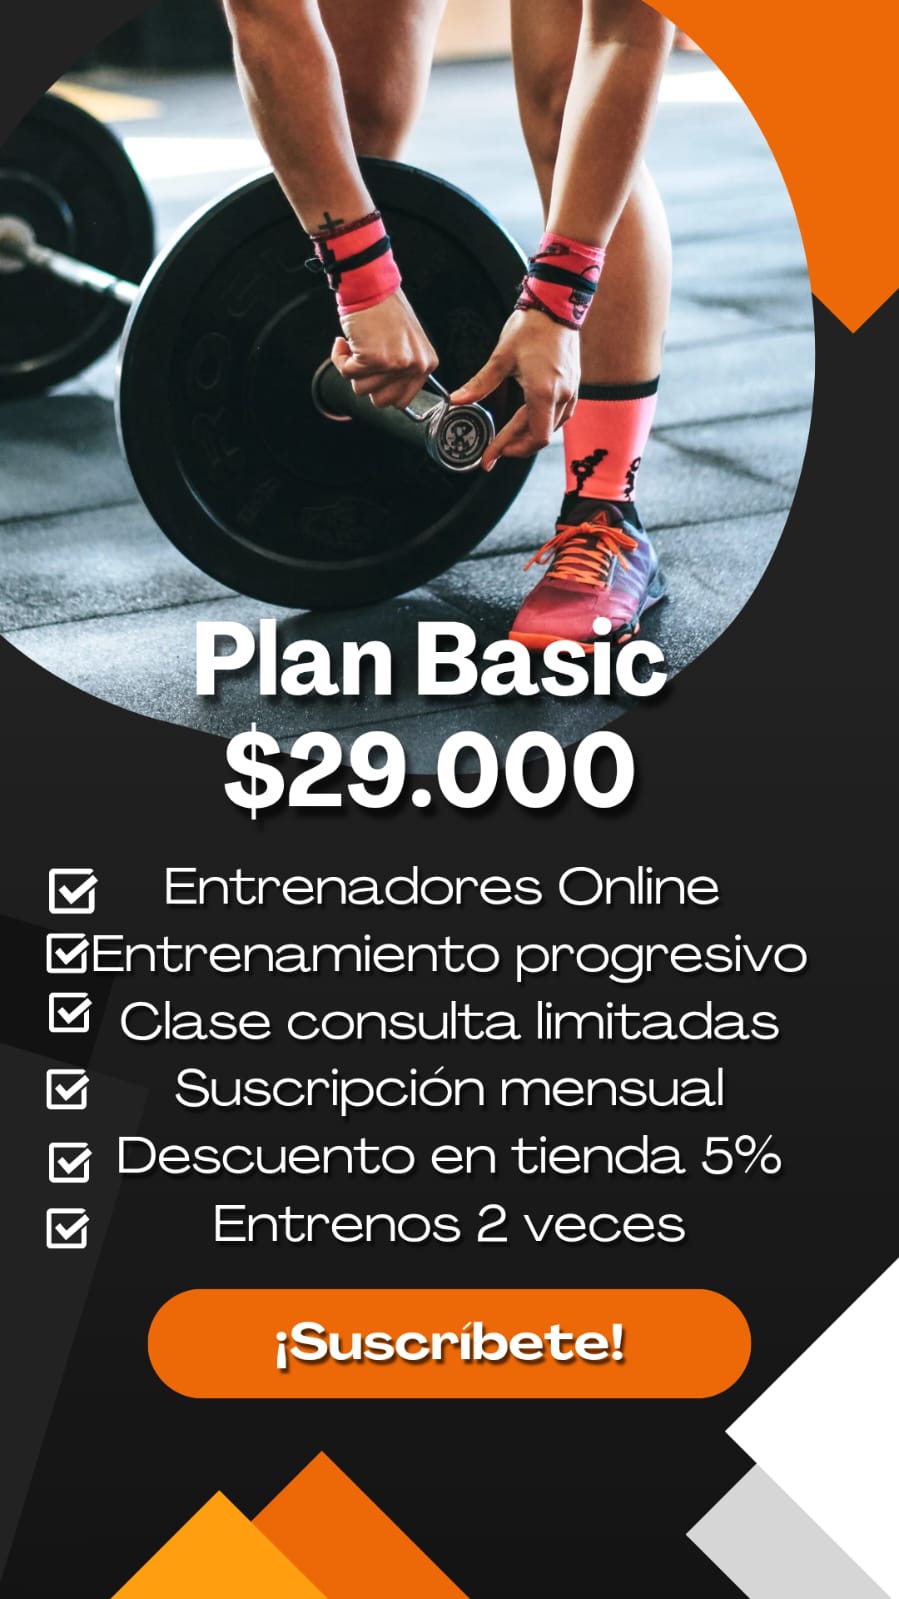 Plan Basic
$29.000
Entrenadores Online
Entrenamiento progresivo
Clase consulta limitadas
Suscripción mensual
Descuento en tienda 5%
Entrenos 2 veces
¡Suscríbete!